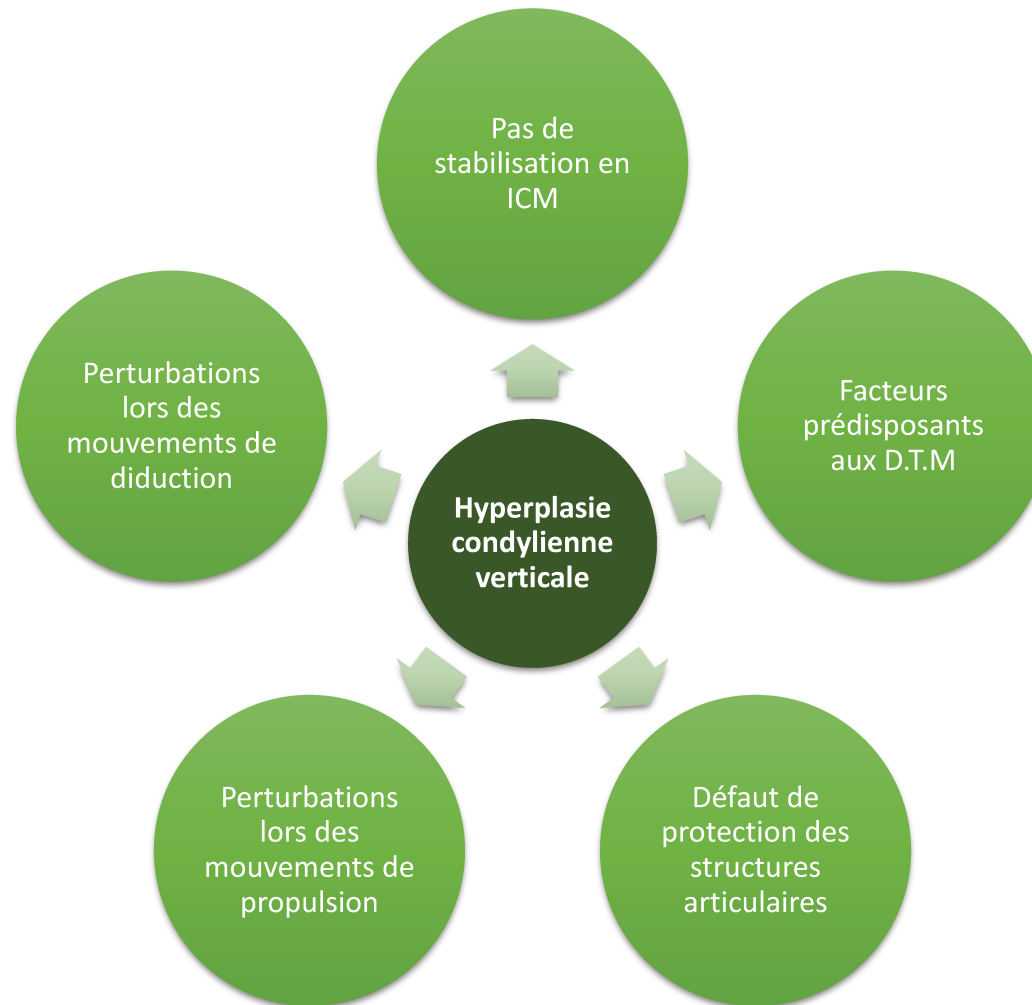 Pas de
stabilisation en
ICM
Perturbations
lors des
mouvements de
diduction
Facteurs
prédisposants
aux D.T.M
Hyperplasie
condylienne
verticale
Perturbations
lors des
mouvements de
propulsion
Défaut de
protection des
structures
articulaires